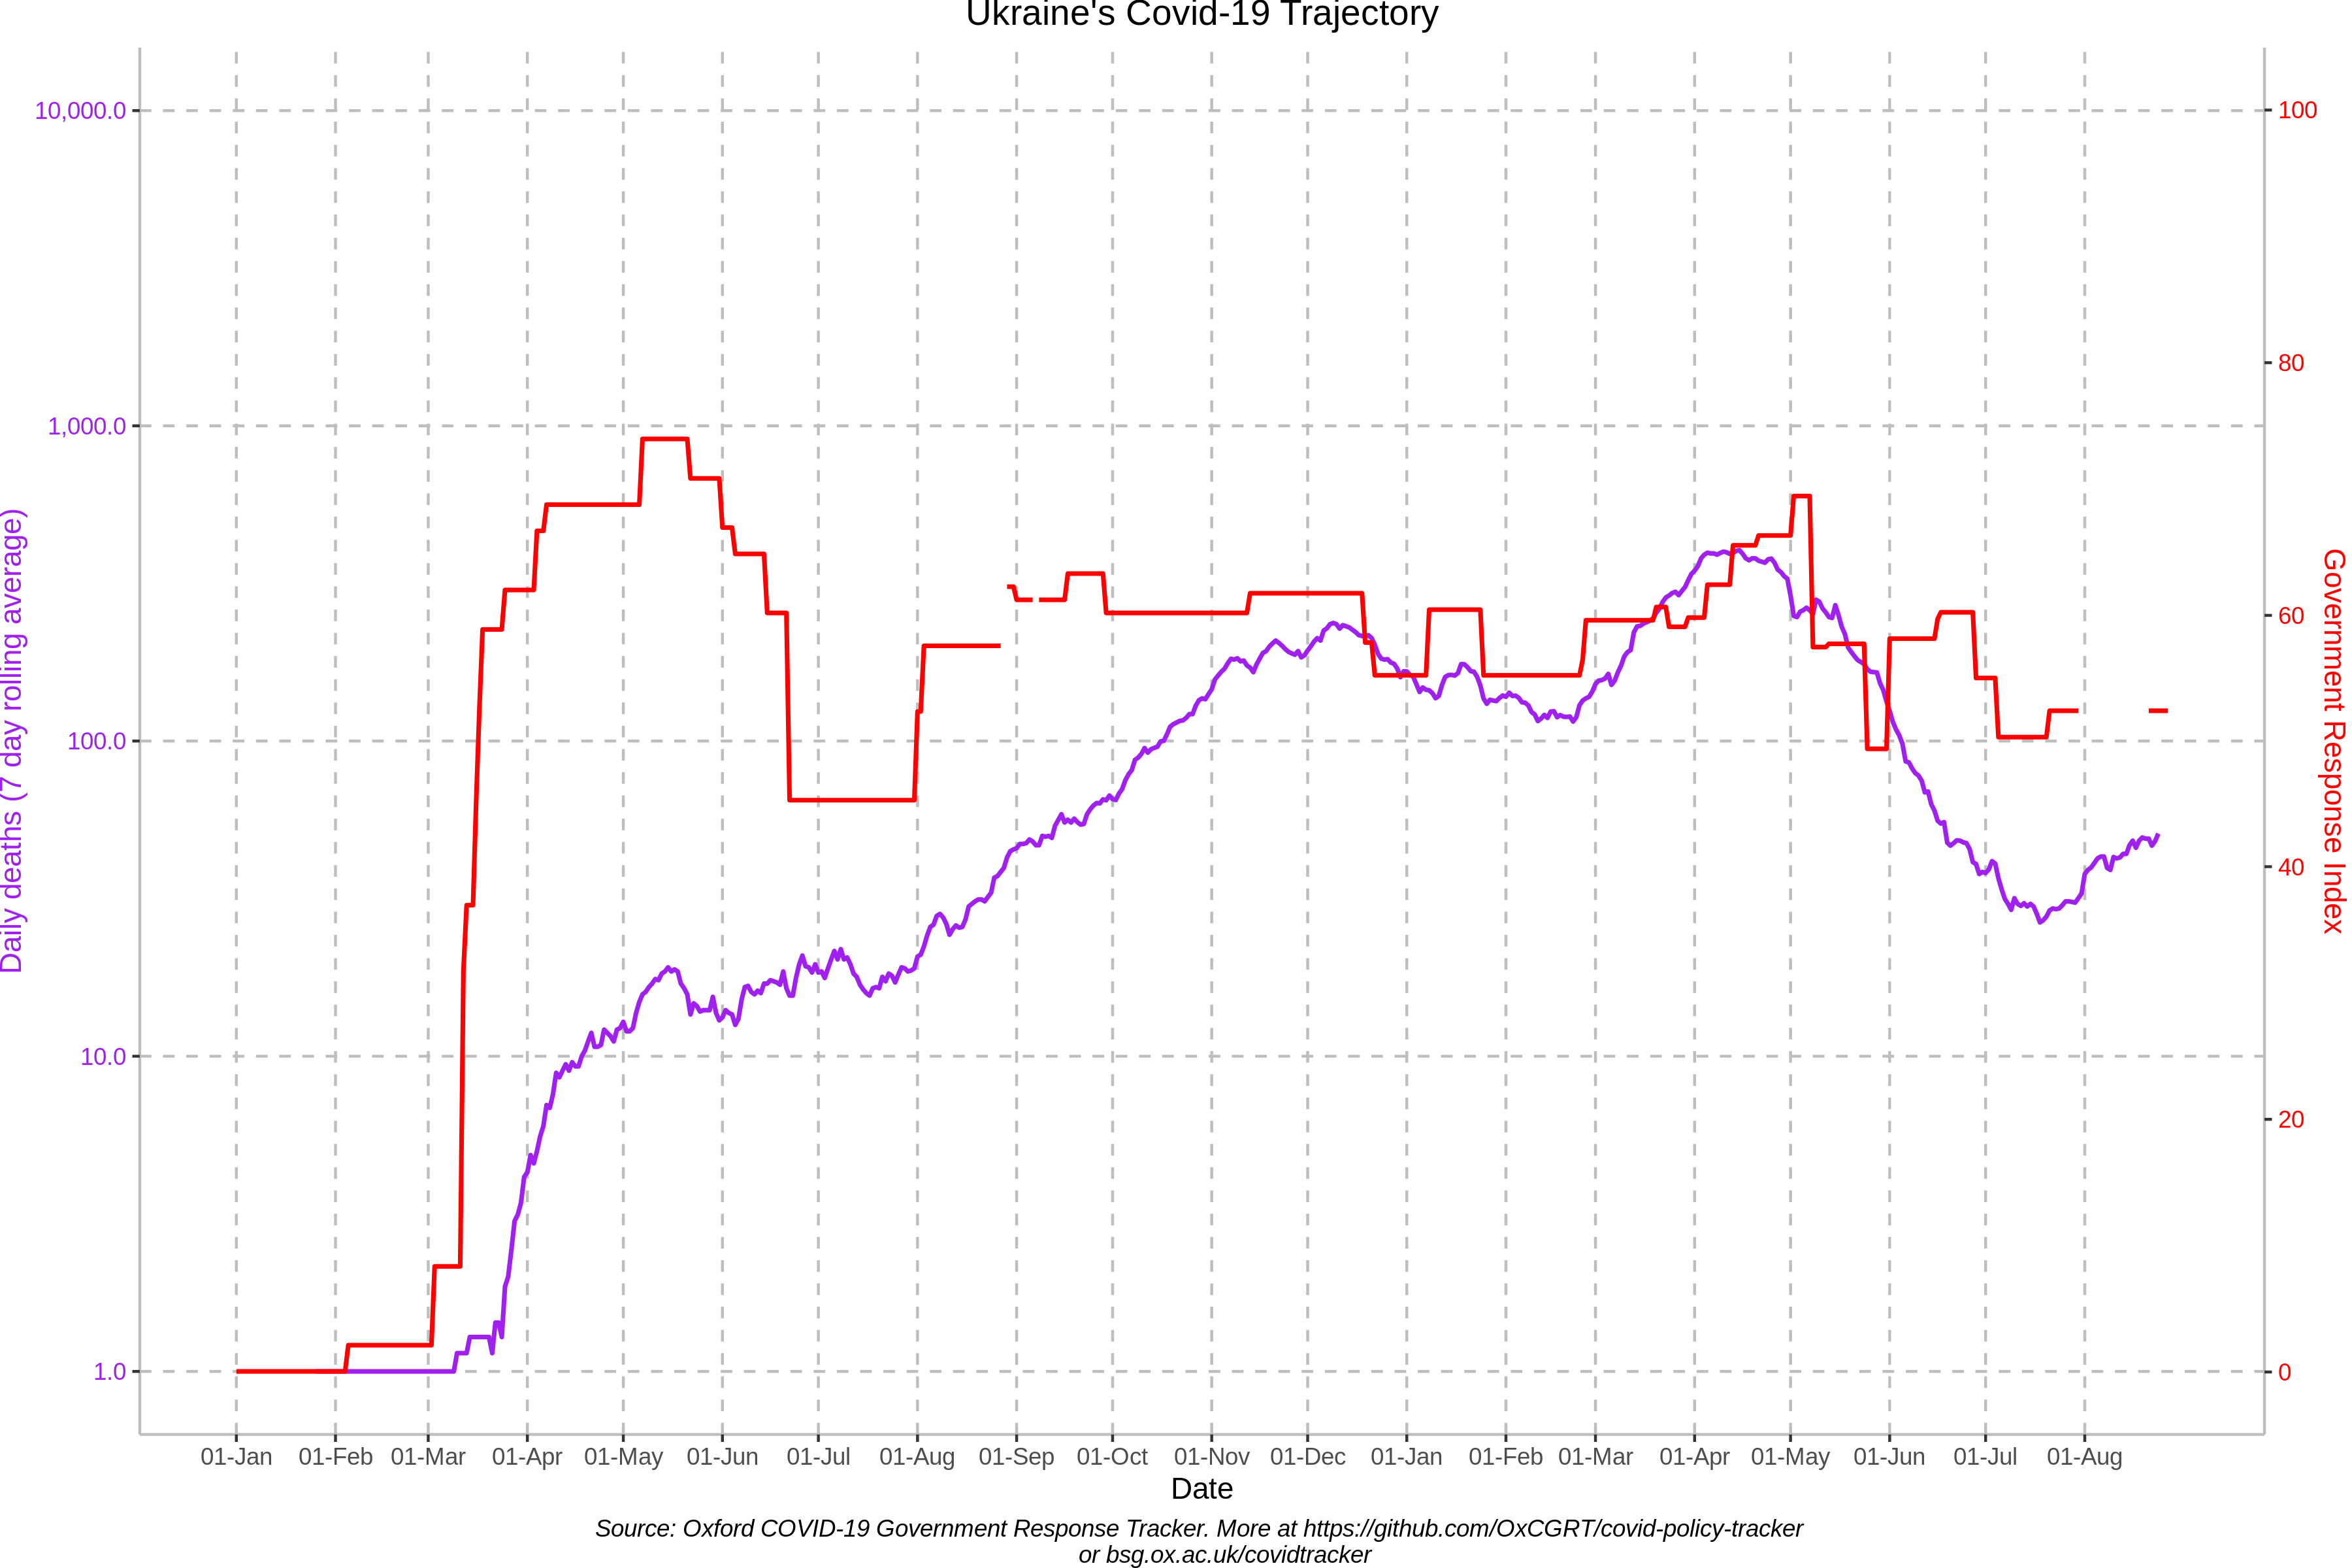 Ukraine's Covid-19 Trajectory
10,000.0
1,000.0
100.0
10.0
1.0
Daily deaths (7 day rolling average)
100
80
60
40
20
0
Government Response Index
01-Jan 01-Feb 01-Mar 01-Apr 01-May 01-Jun 01-Jul 01-Aug 01-Sep 01-Oct 01-Nov 01-Dec 01-Jan 01-Feb 01-Mar 01-Apr 01-May 01-Jun 01-Jul 01-Aug
Date
Source: Oxford COVID-19 Government Response Tracker. More at https://github.com/OxCGRT/covid-policy-tracker
or bsg.ox.ac.uk/covidtracker